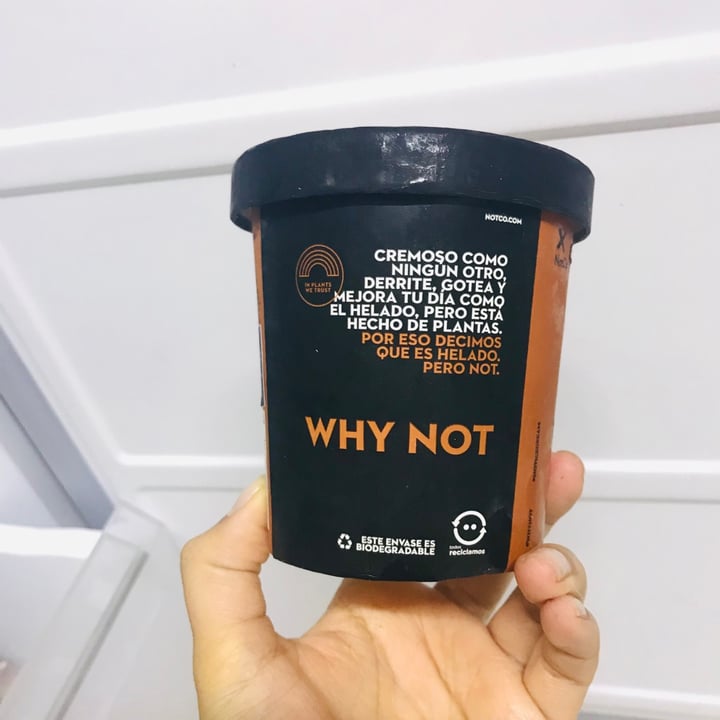 NOTCO.COM
IN PLANTS
WE TRUST
CREMOSO COMO
NINGÚN OTRO,
DERRITE, GOTEA Y
MEJORA TU DÍA COMO
EL HELADO, PERO ESTÁ
HECHO DE PLANTAS.
POR ESO DECIMOS
QUE ES HELADO.
PERO NOT.
WHY NOT
ESTE ENVASE ES
BIODEGRADABLE
todos
reciclamos
NotCo